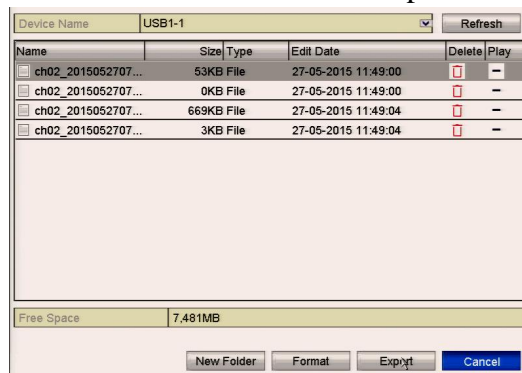 Device Name USB1-1 Refresh
Name Size Type Edit Date Delete Play
ch02_2015052707... 53KB File 27-05-2015 11:49:00
ch02_2015052707... 0KB File 27-05-2015 11:49:00
ch02_2015052707... 669KB File 27-05-2015 11:49:04
ch02_2015052707... 3KB File 27-05-2015 11:49:04
Free Space 7,481MB
New Folder Format Export Cancel